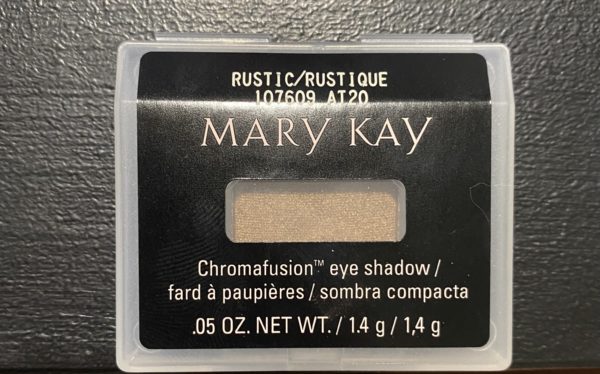 RUSTIC/RUSTIQUE
107609 AT20
MARY KAY
Chromafusion™ eye shadow /
fard à paupières / sombra compacta
.05 OZ. NET WT. / 1.4 g / 1,4 g